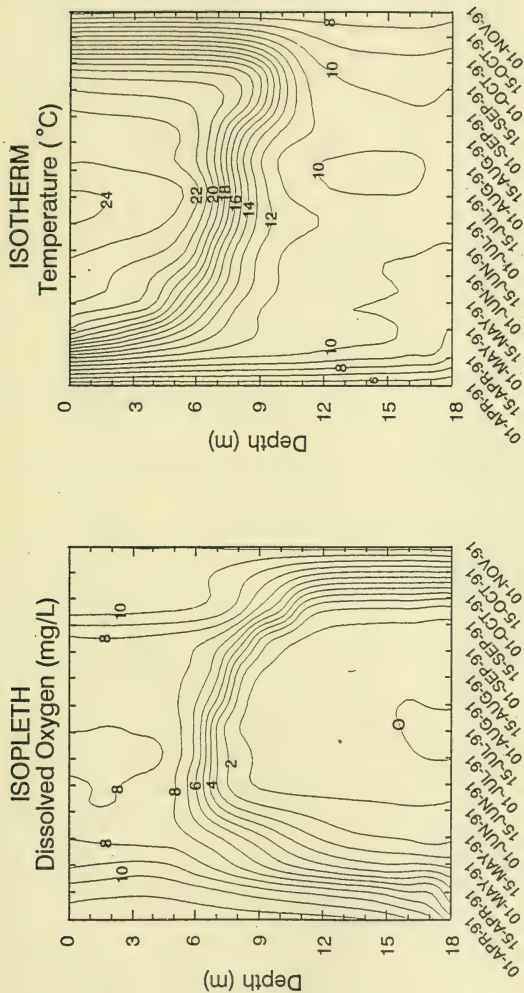 ISOPLETH
Dissolved Oxygen (mg/L)
Depth (m)
0
3
6
9
12
15
18
10
8
8
8
10
8
6
4
2
0
01-APR-91
15-APR-91
01-MAY-91
15-MAY-91
01-JUN-91
15-JUN-91
01-JUL-91
15-JUL-91
01-AUG-91
15-AUG-91
01-SEP-91
15-SEP-91
01-OCT-91
15-OCT-91
01-NOV-91
ISOTHERM
Temperature (°C)
Depth (m)
0
3
6
9
12
15
18
24
22
20
18
16
14
12
10
10
10
8
8
6
01-APR-91
15-APR-91
01-MAY-91
15-MAY-91
01-JUN-91
15-JUN-91
01-JUL-91
15-JUL-91
01-AUG-91
15-AUG-91
01-SEP-91
15-SEP-91
01-OCT-91
15-OCT-91
01-NOV-91